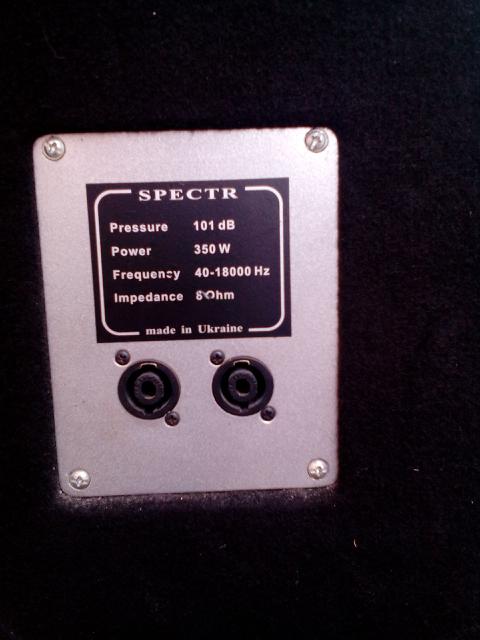 SPECTR
Pressure 101 dB
Power 350 W
Frequency 40-18000 Hz
Impedance 8 Ohm
made in Ukraine